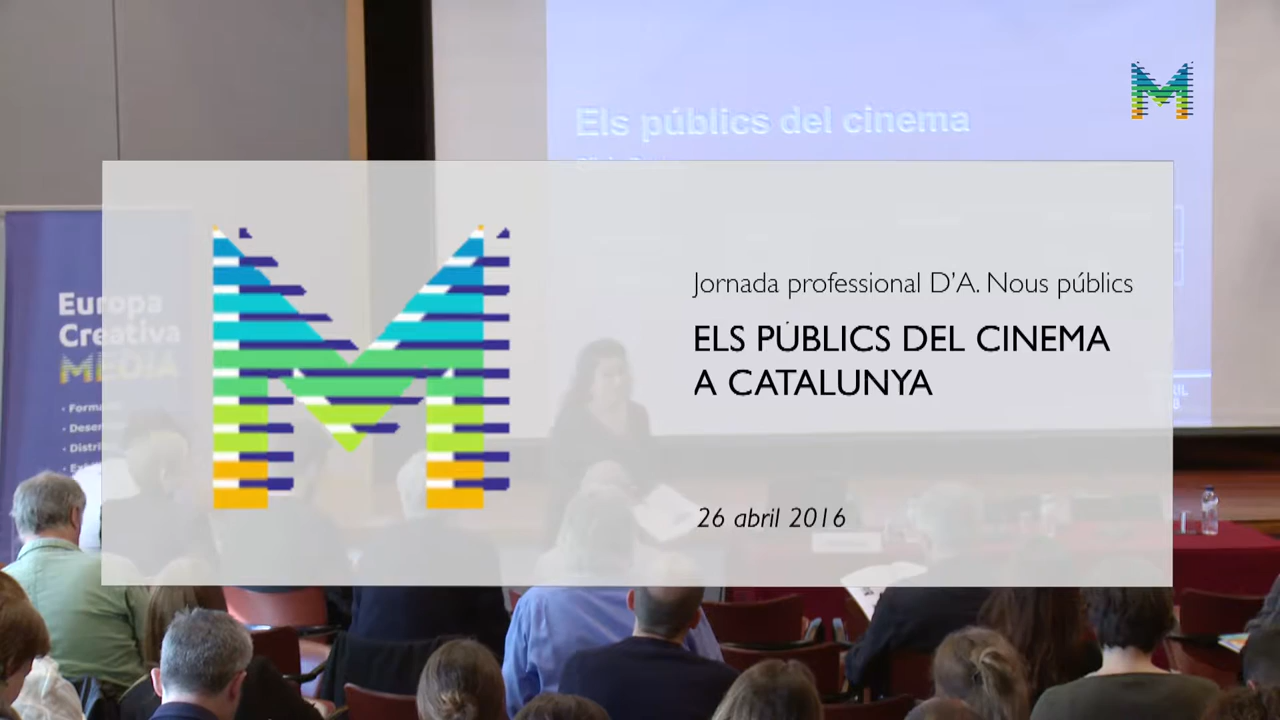 Els públics del cinema
Europa
Creativa
MEDIA
Jornada professional D'A. Nous públics
ELS PÚBLICS DEL CINEMA
A CATALUNYA
26 abril 2016